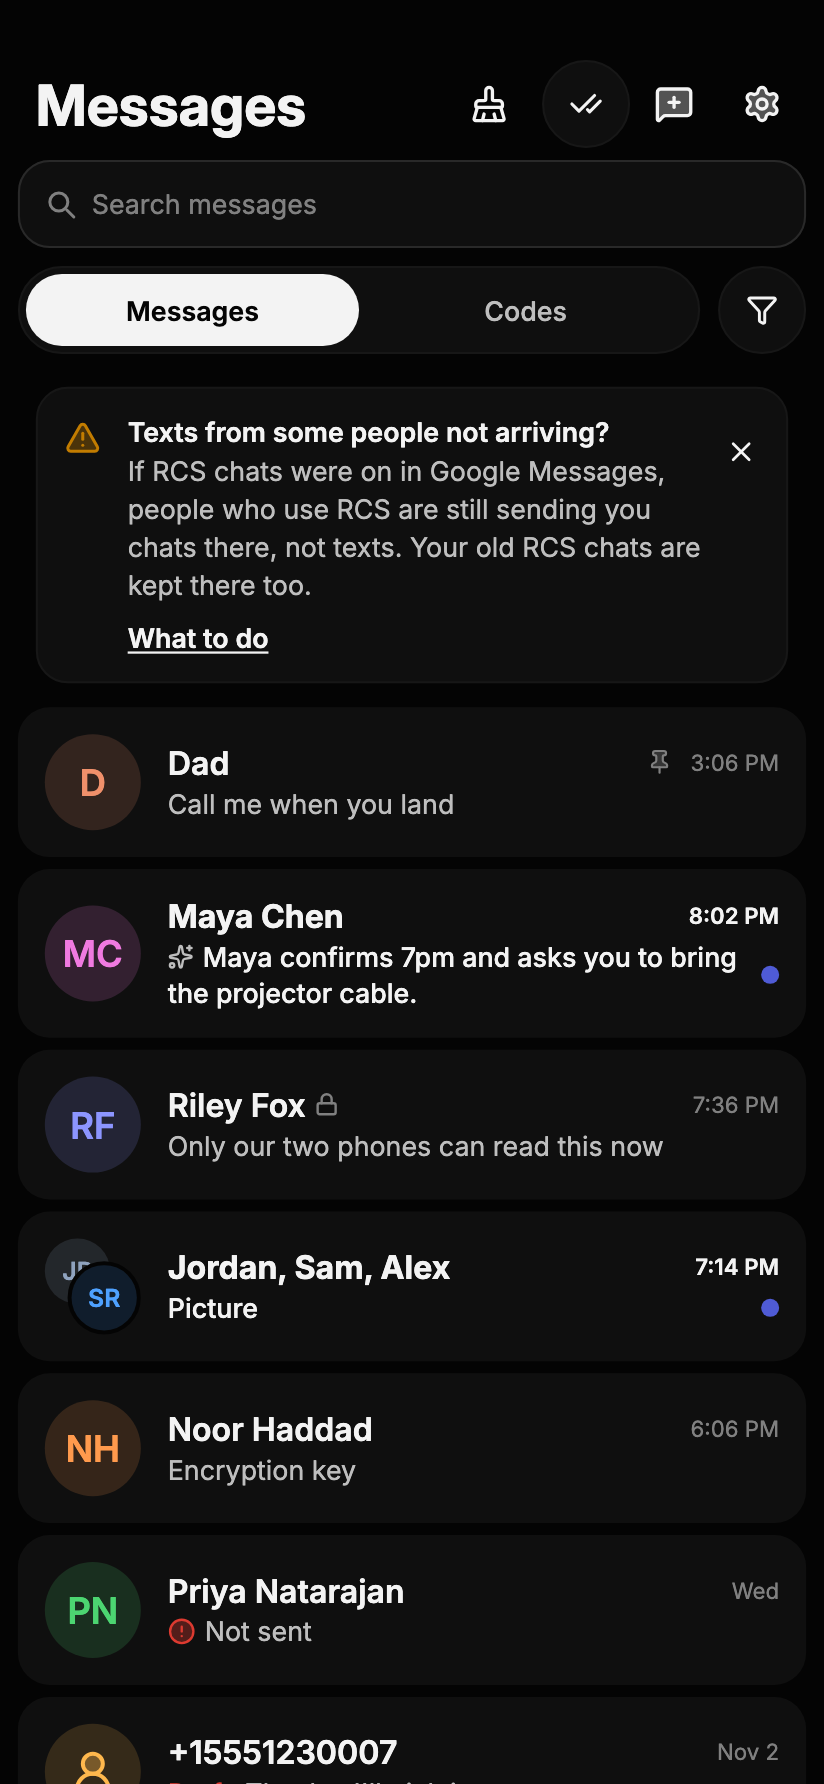 Messages
Search messages
Messages
Codes
Texts from some people not arriving?
If RCS chats were on in Google Messages,
people who use RCS are still sending you
chats there, not texts. Your old RCS chats are
kept there too.
What to do
D
Dad
3:06 PM
Call me when you land
MC
Maya Chen
8:02 PM
Maya confirms 7pm and asks you to bring
the projector cable.
RF
Riley Fox
7:36 PM
Only our two phones can read this now
SR
Jordan, Sam, Alex
7:14 PM
Picture
NH
Noor Haddad
6:06 PM
Encryption key
PN
Priya Natarajan
Wed
Not sent
+15551230007
Nov 2